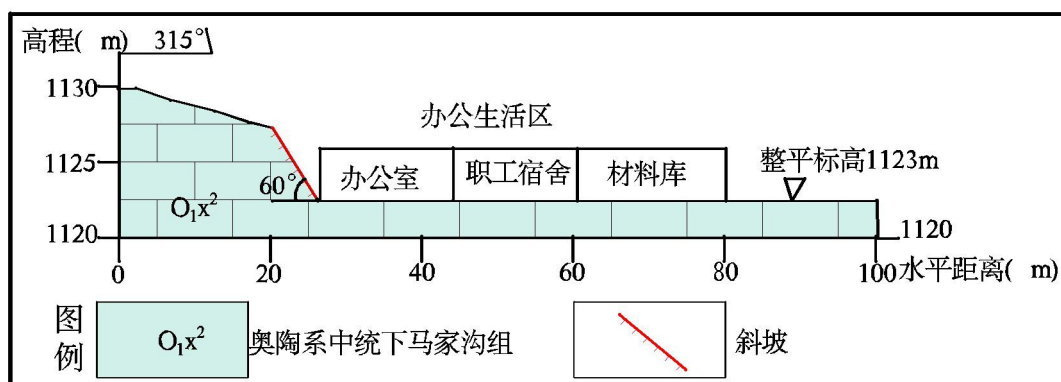 高程( m)
315°
1130
1125
1120
60°
O₁x²
办公生活区
办公室
职工宿舍
材料库
整平标高1123m
1120
0
20
40
60
80
100
水平距离( m)
图例
O₁x²
奥陶系中统下马家沟组
斜坡